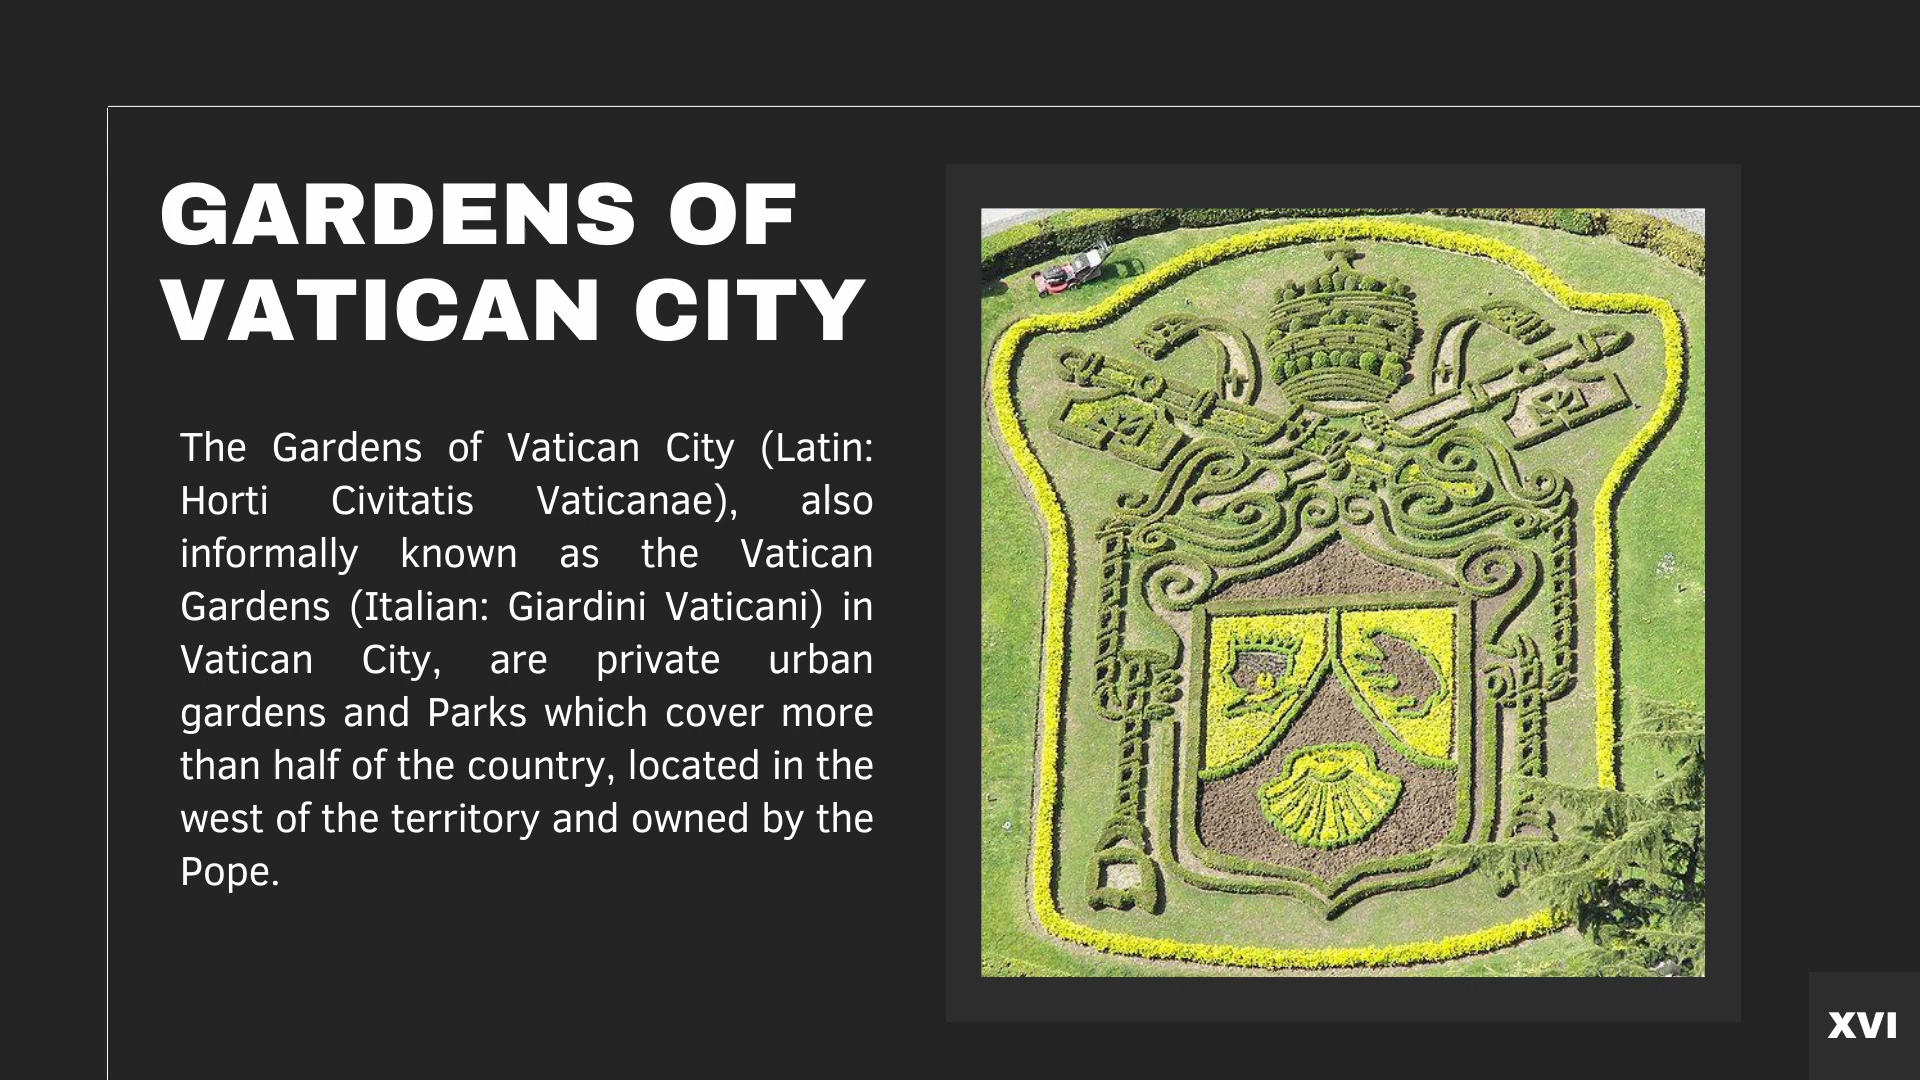 GARDENS OF
VATICAN CITY
The Gardens of Vatican City (Latin:
Horti Civitatis Vaticanae), also
informally known as the Vatican
Gardens (Italian: Giardini Vaticani) in
Vatican City, are private urban
gardens and Parks which cover more
than half of the country, located in the
west of the territory and owned by the
Pope.
XVI